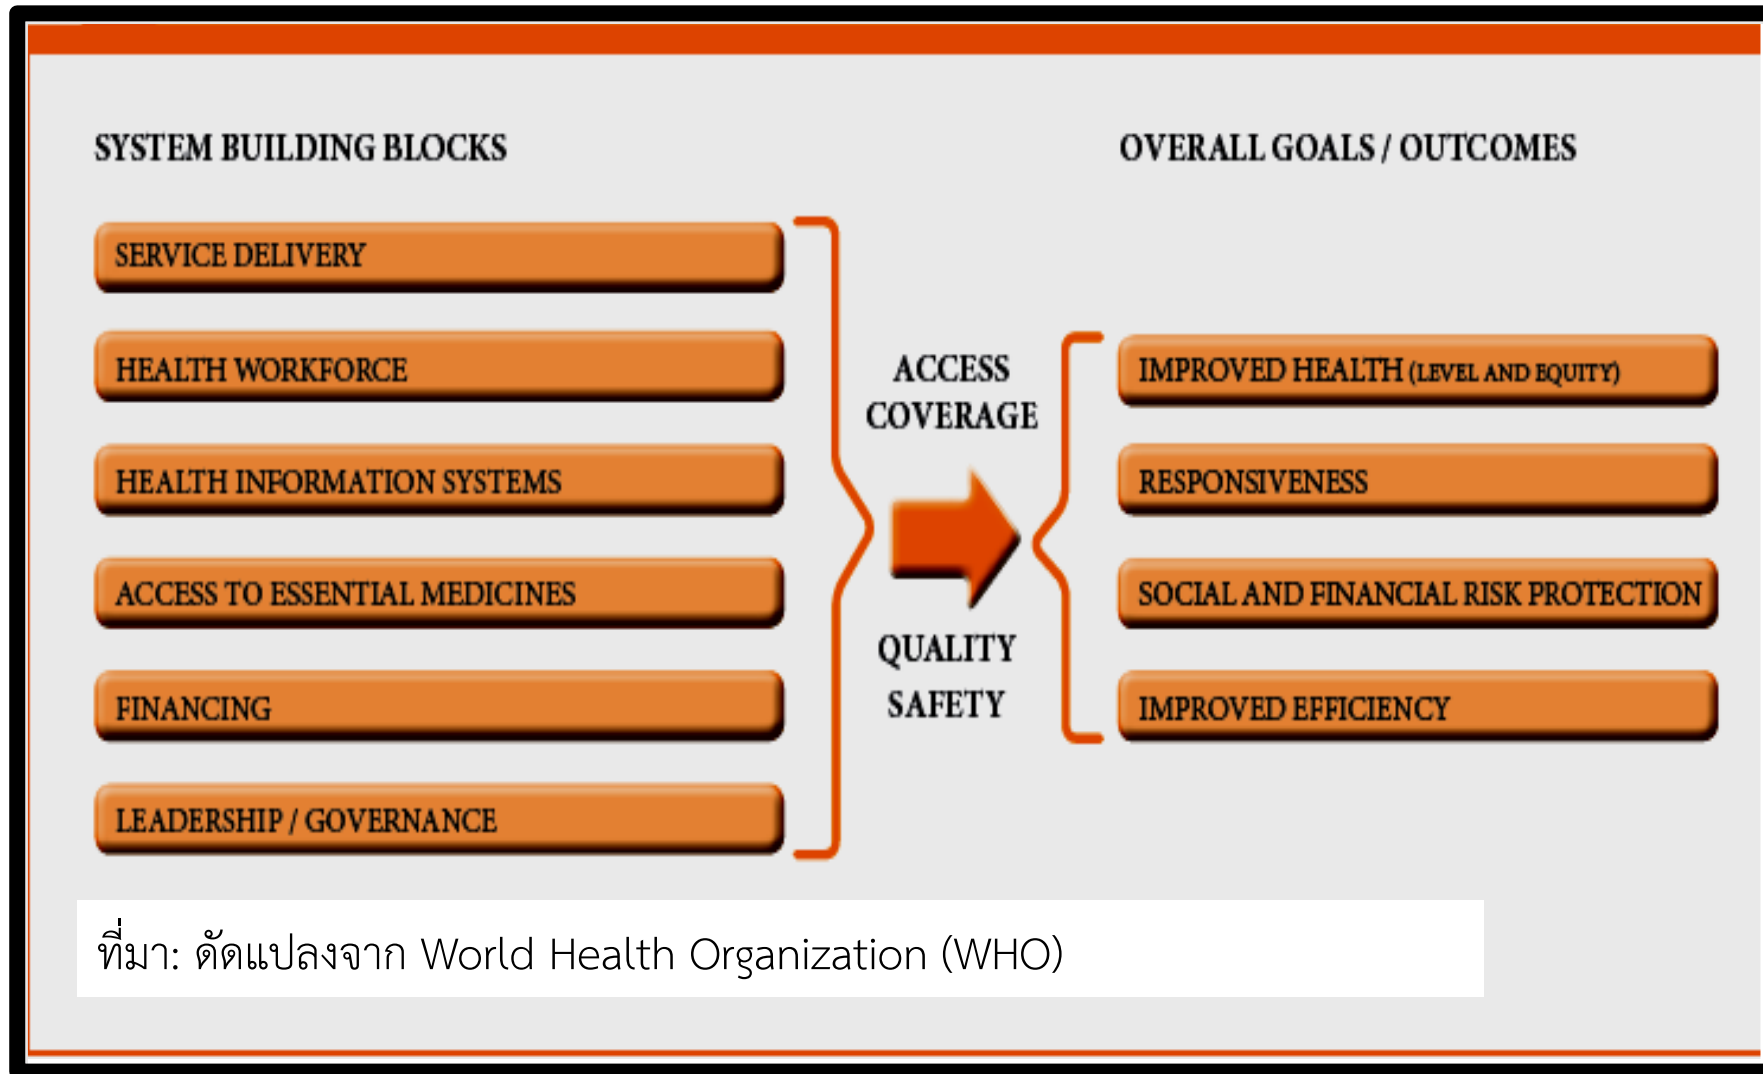 SYSTEM BUILDING BLOCKS
SERVICE DELIVERY
HEALTH WORKFORCE
HEALTH INFORMATION SYSTEMS
ACCESS TO ESSENTIAL MEDICINES
FINANCING
LEADERSHIP / GOVERNANCE
ACCESS
COVERAGE
QUALITY
SAFETY
OVERALL GOALS / OUTCOMES
IMPROVED HEALTH (LEVEL AND EQUITY)
RESPONSIVENESS
SOCIAL AND FINANCIAL RISK PROTECTION
IMPROVED EFFICIENCY
ที่มา: ดัดแปลงจาก World Health Organization (WHO)